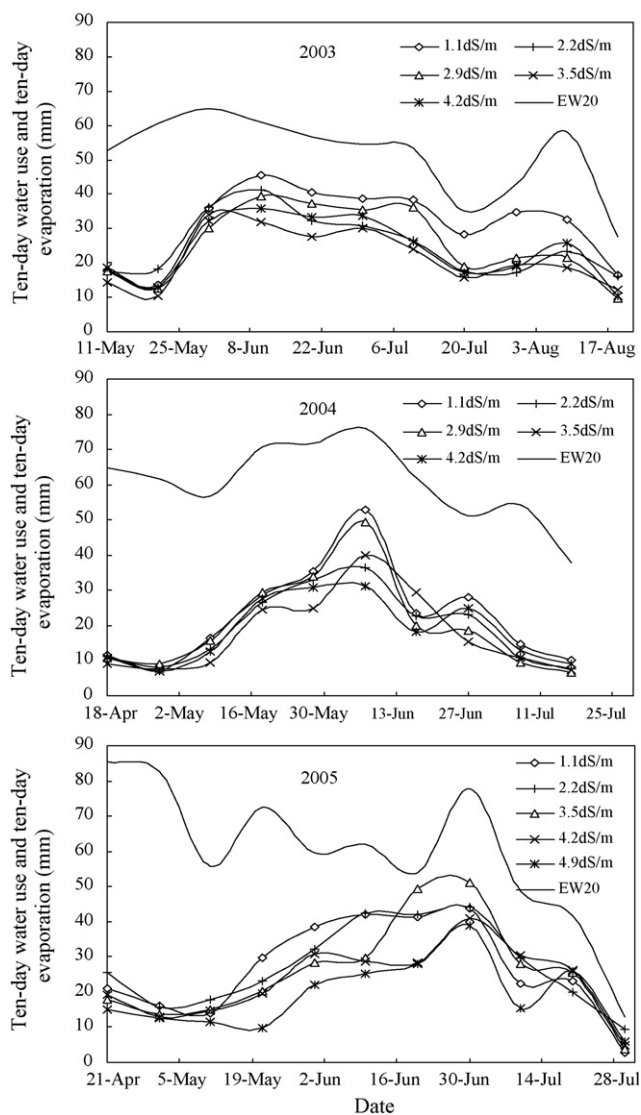 Ten-day water use and ten-day
evaporation (mm)
90
80
70
60
50
40
30
20
10
0
2003
1.1dS/m
2.2dS/m
2.9dS/m
3.5dS/m
4.2dS/m
EW20
11-May
25-May
8-Jun
22-Jun
6-Jul
20-Jul
3-Aug
17-Aug
Ten-day water use and ten-day
evaporation (mm)
90
80
70
60
50
40
30
20
10
0
2004
1.1dS/m
2.2dS/m
2.9dS/m
3.5dS/m
4.2dS/m
EW20
18-Apr
2-May
16-May
30-May
13-Jun
27-Jun
11-Jul
25-Jul
Ten-day water use and ten-day
evaporation (mm)
90
80
70
60
50
40
30
20
10
0
2005
1.1dS/m
2.2dS/m
3.5dS/m
4.2dS/m
4.9dS/m
EW20
21-Apr
5-May
19-May
2-Jun
16-Jun
30-Jun
14-Jul
28-Jul
Date